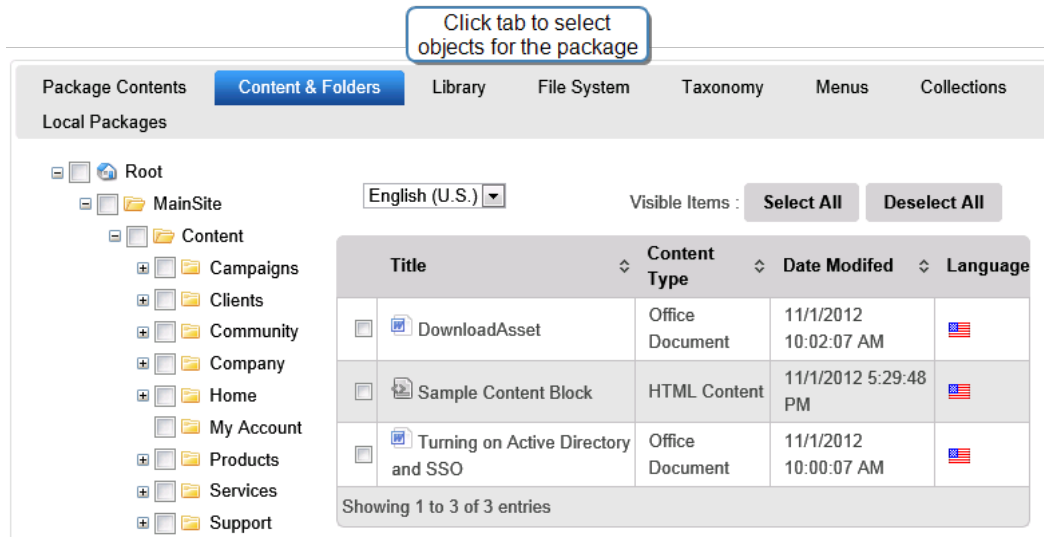 Click tab to select
objects for the package
Package Contents Content & Folders Library File System Taxonomy Menus Collections
Local Packages
Root
MainSite
Content
Campaigns
Clients
Community
Company
Home
My Account
Products
Services
Support
English (U.S.) Visible Items : Select All Deselect All
Title Content Type Date Modifed Language
DownloadAsset Office Document 11/1/2012 10:02:07 AM
Sample Content Block HTML Content 11/1/2012 5:29:48 PM
Turning on Active Directory and SSO Office Document 11/1/2012 10:00:07 AM
Showing 1 to 3 of 3 entries